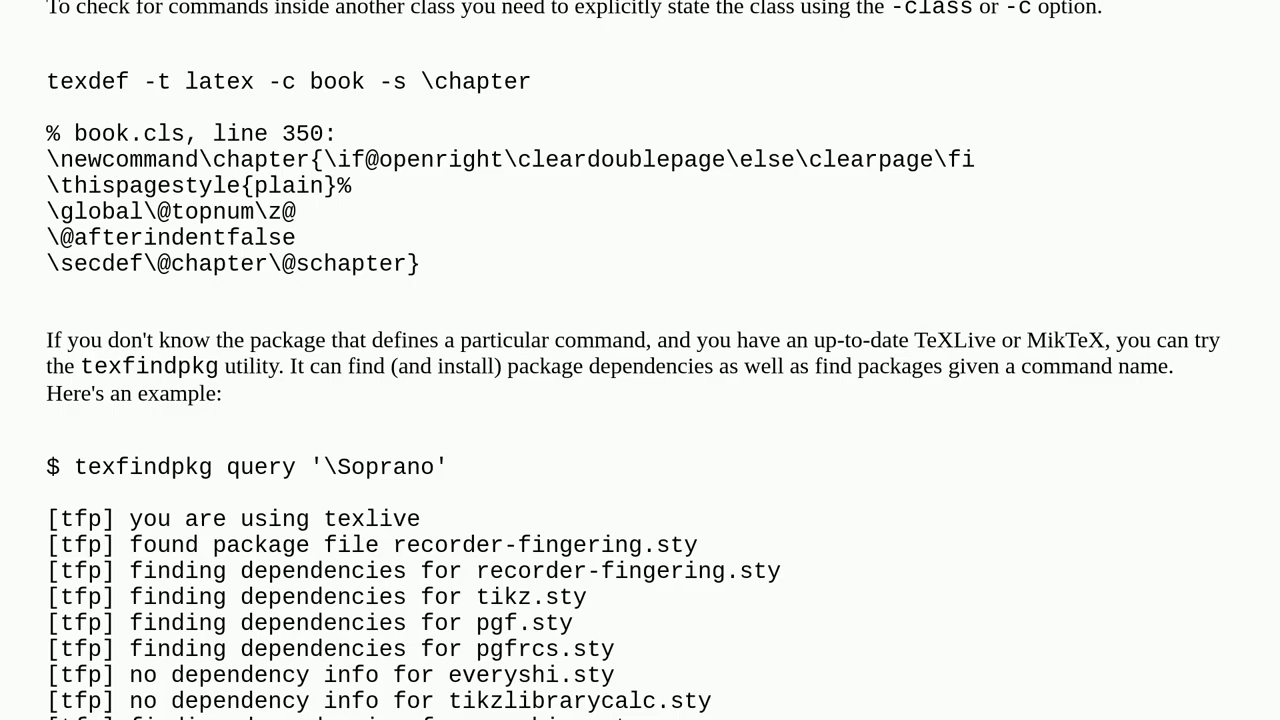 To check for commands inside another class you need to explicitly state the class using the -class or -c option.
texdef -t latex -c book -s \chapter
% book.cls, line 350:
\newcommand\chapter{\if@openright\cleardoublepage\else\clearpage\fi
\thispagestyle{plain}%
\global\@topnum\z@
\@afterindentfalse
\secdef\@chapter\@schapter}
If you don't know the package that defines a particular command, and you have an up-to-date TeXLive or MikTeX, you can try
the texfindpkg utility. It can find (and install) package dependencies as well as find packages given a command name.
Here's an example:
$ texfindpkg query '\Soprano'
[tfp] you are using texlive
[tfp] found package file recorder-fingering.sty
[tfp] finding dependencies for recorder-fingering.sty
[tfp] finding dependencies for tikz.sty
[tfp] finding dependencies for pgf.sty
[tfp] finding dependencies for pgfrcs.sty
[tfp] no dependency info for everyshi.sty
[tfp] no dependency info for tikzlibrarycalc.sty